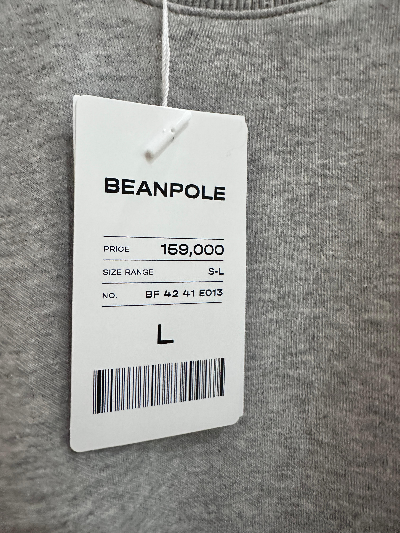 BEANPOLE
PRICE 159,000
SIZE RANGE S-L
NO. BF 42 41 E013
L